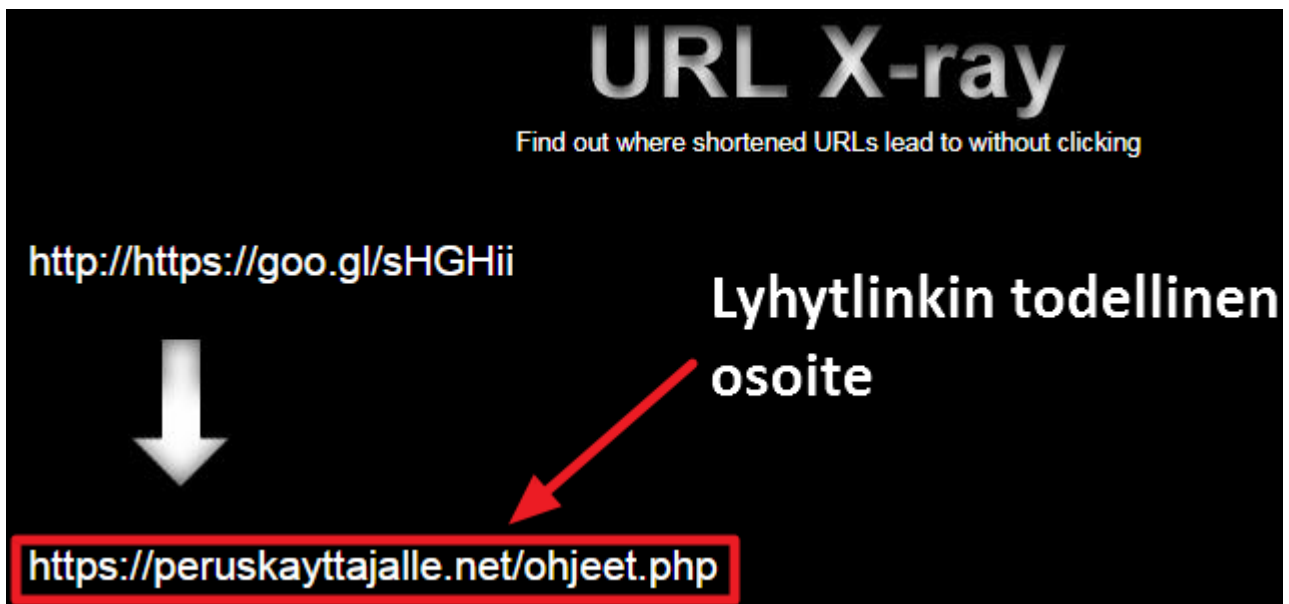 URL X-ray
Find out where shortened URLs lead to without clicking
http://https://goo.gl/sHGHii
Lyhytlinkin todellinen
osoite
https://peruskayttajalle.net/ohjeet.php